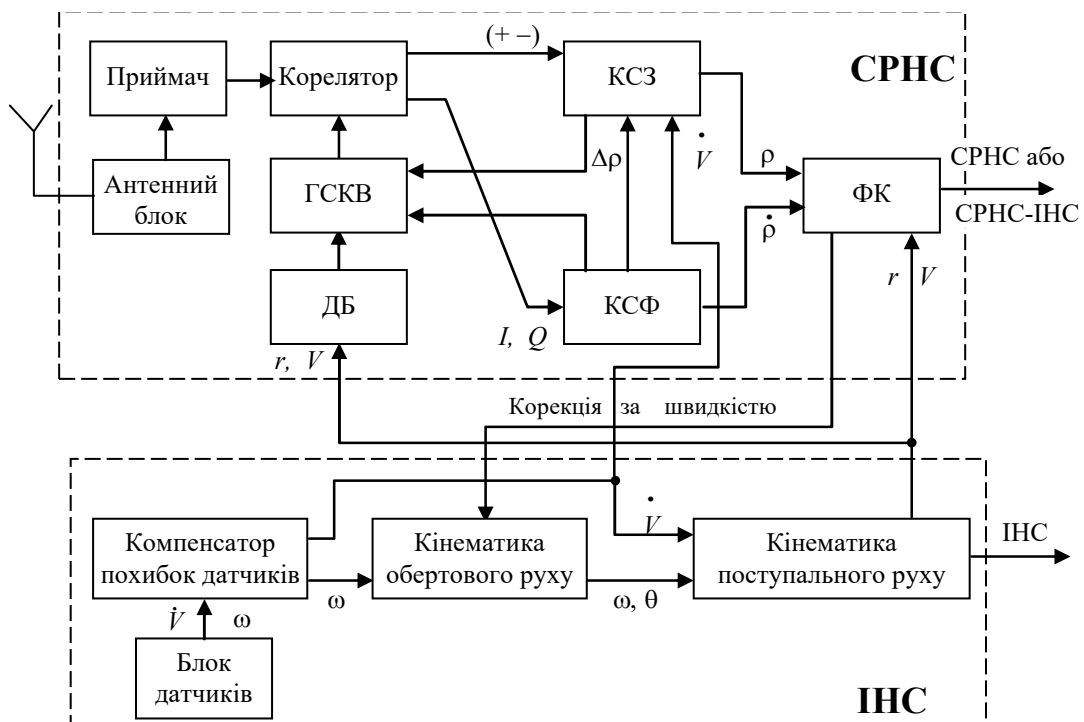 (+ –)
Приймач
Корелятор
КСЗ
СРНС
Δρ
V̇
ρ
СРНС або
СРНС-ІНС
Антенний
блок
ГСКВ
ФК
ρ̇
r V
ДБ
КСФ
I, Q
r, V
Корекція за швидкістю
V̇
ІНС
Компенсатор
похибок датчиків
Кінематика
обертового руху
Кінематика
поступального руху
ω
ω, θ
V̇ ω
Блок
датчиків
ІНС